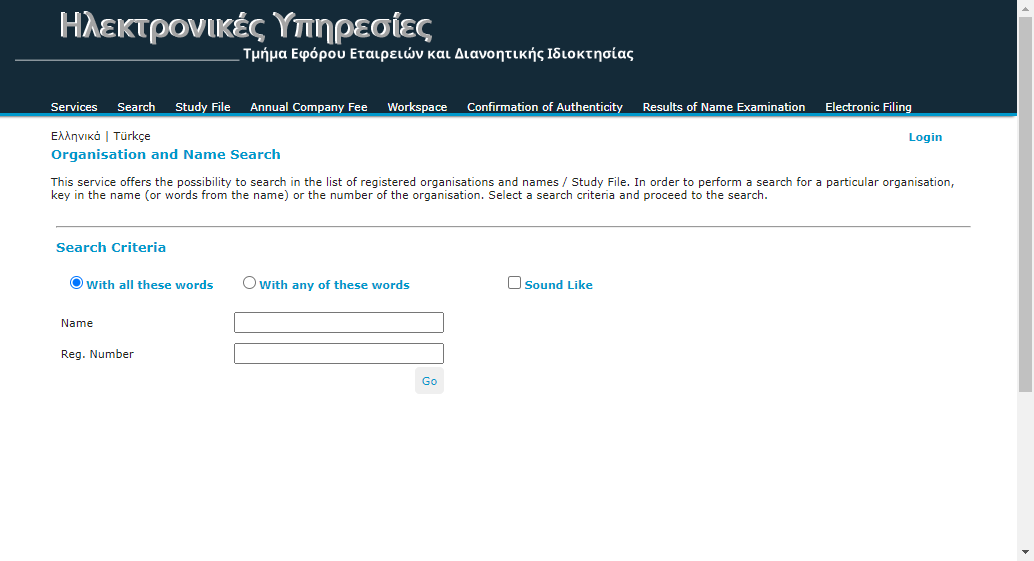 Ηλεκτρονικές Υπηρεσίες
Τμήμα Εφόρου Εταιρειών και Διανοητικής Ιδιοκτησίας
Services Search Study File Annual Company Fee Workspace Confirmation of Authenticity Results of Name Examination Electronic Filing
Ελληνικά | Türkçe Login
Organisation and Name Search
This service offers the possibility to search in the list of registered organisations and names / Study File. In order to perform a search for a particular organisation,
key in the name (or words from the name) or the number of the organisation. Select a search criteria and proceed to the search.
Search Criteria
With all these words With any of these words Sound Like
Name
Reg. Number
Go